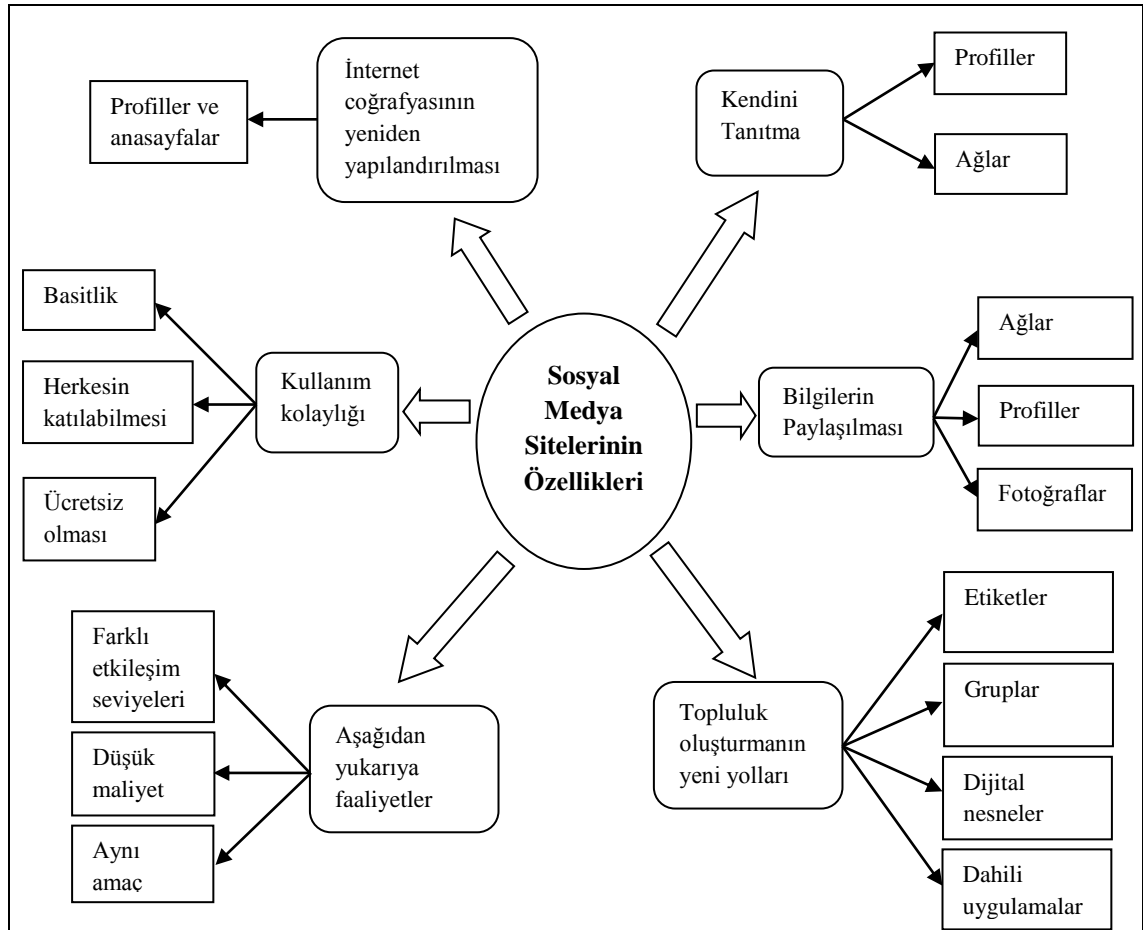 İnternet
coğrafyasının
yeniden
yapılandırılması
Profiller ve
anasayfalar
Kendini
Tanıtma
Profiller
Ağlar
Sosyal
Medya
Sitelerinin
Özellikleri
Kullanım
kolaylığı
Basitlik
Herkesin
katılabilmesi
Ücretsiz
olması
Bilgilerin
Paylaşılması
Ağlar
Profiller
Fotoğraflar
Aşağıdan
yukarıya
faaliyetler
Farklı
etkileşim
seviyeleri
Düşük
maliyet
Aynı
amaç
Topluluk
oluşturmanın
yeni yolları
Etiketler
Gruplar
Dijital
nesneler
Dahili
uygulamalar